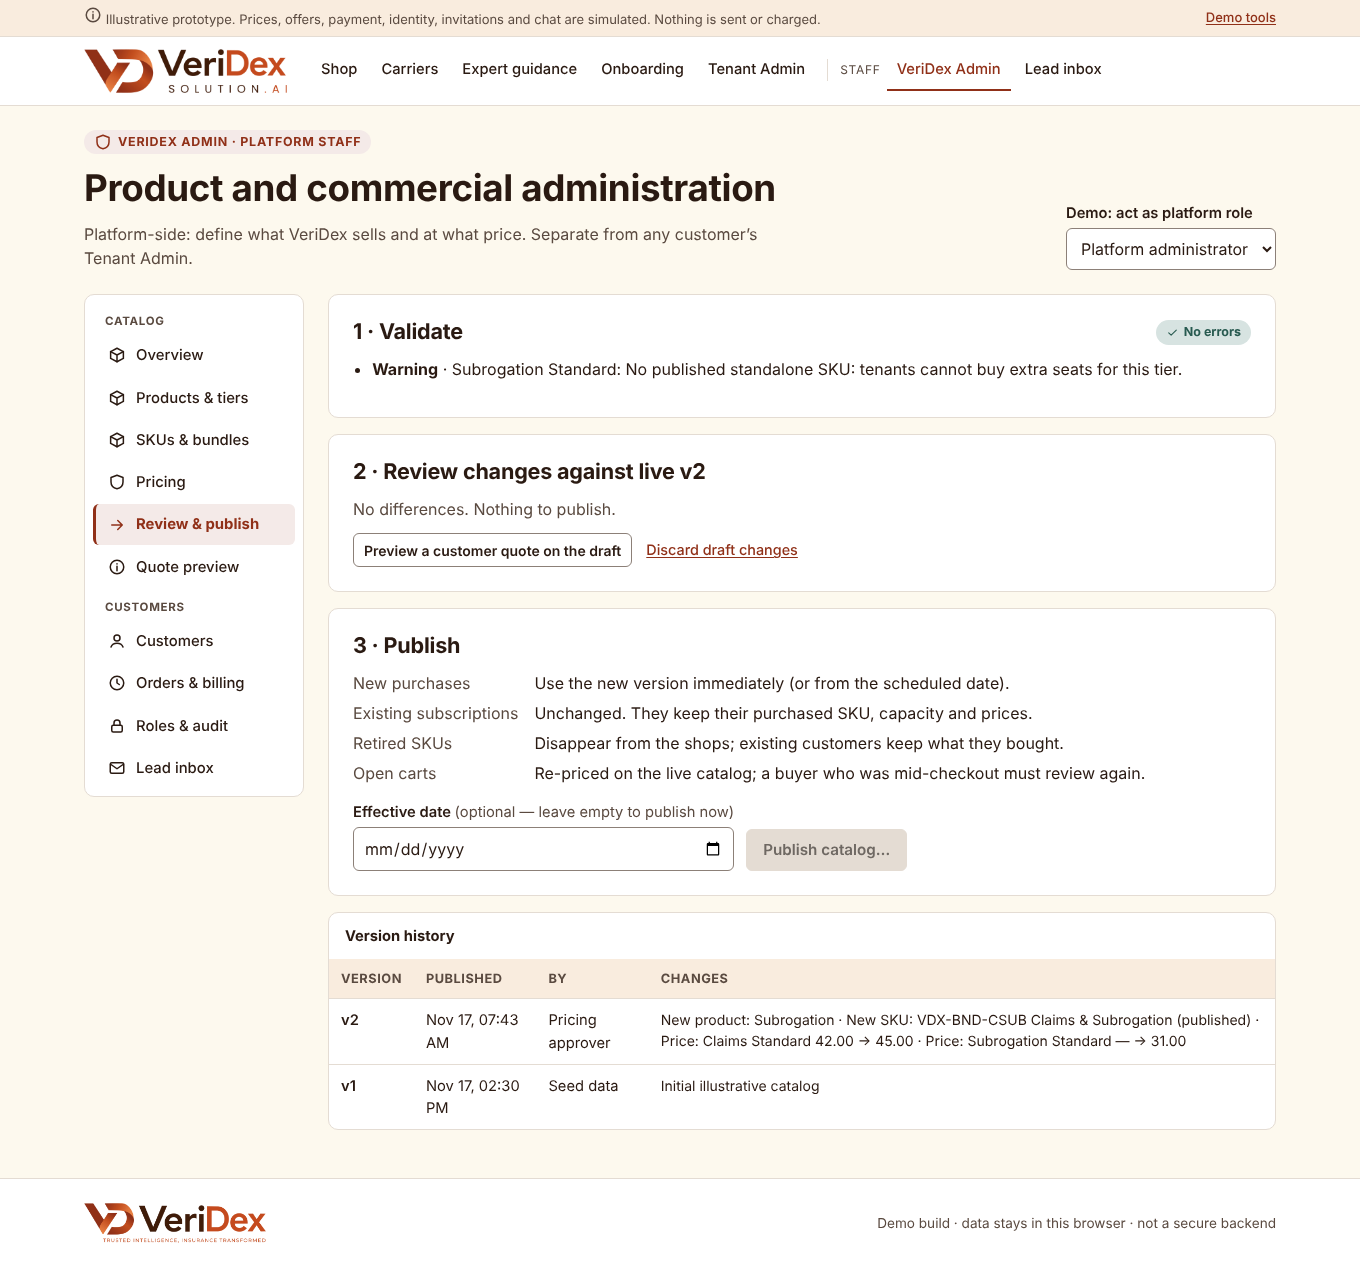 Illustrative prototype. Prices, offers, payment, identity, invitations and chat are simulated. Nothing is sent or charged.
Demo tools
VeriDex
SOLUTION.AI
Shop
Carriers
Expert guidance
Onboarding
Tenant Admin
STAFF
VeriDex Admin
Lead inbox
VERIDEX ADMIN · PLATFORM STAFF
Product and commercial administration
Platform-side: define what VeriDex sells and at what price. Separate from any customer’s
Tenant Admin.
Demo: act as platform role
Platform administrator
CATALOG
Overview
Products & tiers
SKUs & bundles
Pricing
Review & publish
Quote preview
CUSTOMERS
Customers
Orders & billing
Roles & audit
Lead inbox
1 · Validate
No errors
• Warning · Subrogation Standard: No published standalone SKU: tenants cannot buy extra seats for this tier.
2 · Review changes against live v2
No differences. Nothing to publish.
Preview a customer quote on the draft
Discard draft changes
3 · Publish
New purchases Use the new version immediately (or from the scheduled date).
Existing subscriptions Unchanged. They keep their purchased SKU, capacity and prices.
Retired SKUs Disappear from the shops; existing customers keep what they bought.
Open carts Re-priced on the live catalog; a buyer who was mid-checkout must review again.
Effective date (optional — leave empty to publish now)
mm/dd/yyyy
Publish catalog...
Version history
VERSION PUBLISHED BY CHANGES
v2 Nov 17, 07:43 AM Pricing approver New product: Subrogation · New SKU: VDX-BND-CSUB Claims & Subrogation (published) ·
Price: Claims Standard 42.00 → 45.00 · Price: Subrogation Standard — → 31.00
v1 Nov 17, 02:30 PM Seed data Initial illustrative catalog
VeriDex
TRUSTED INTELLIGENCE, INSURANCE TRANSFORMED
Demo build · data stays in this browser · not a secure backend